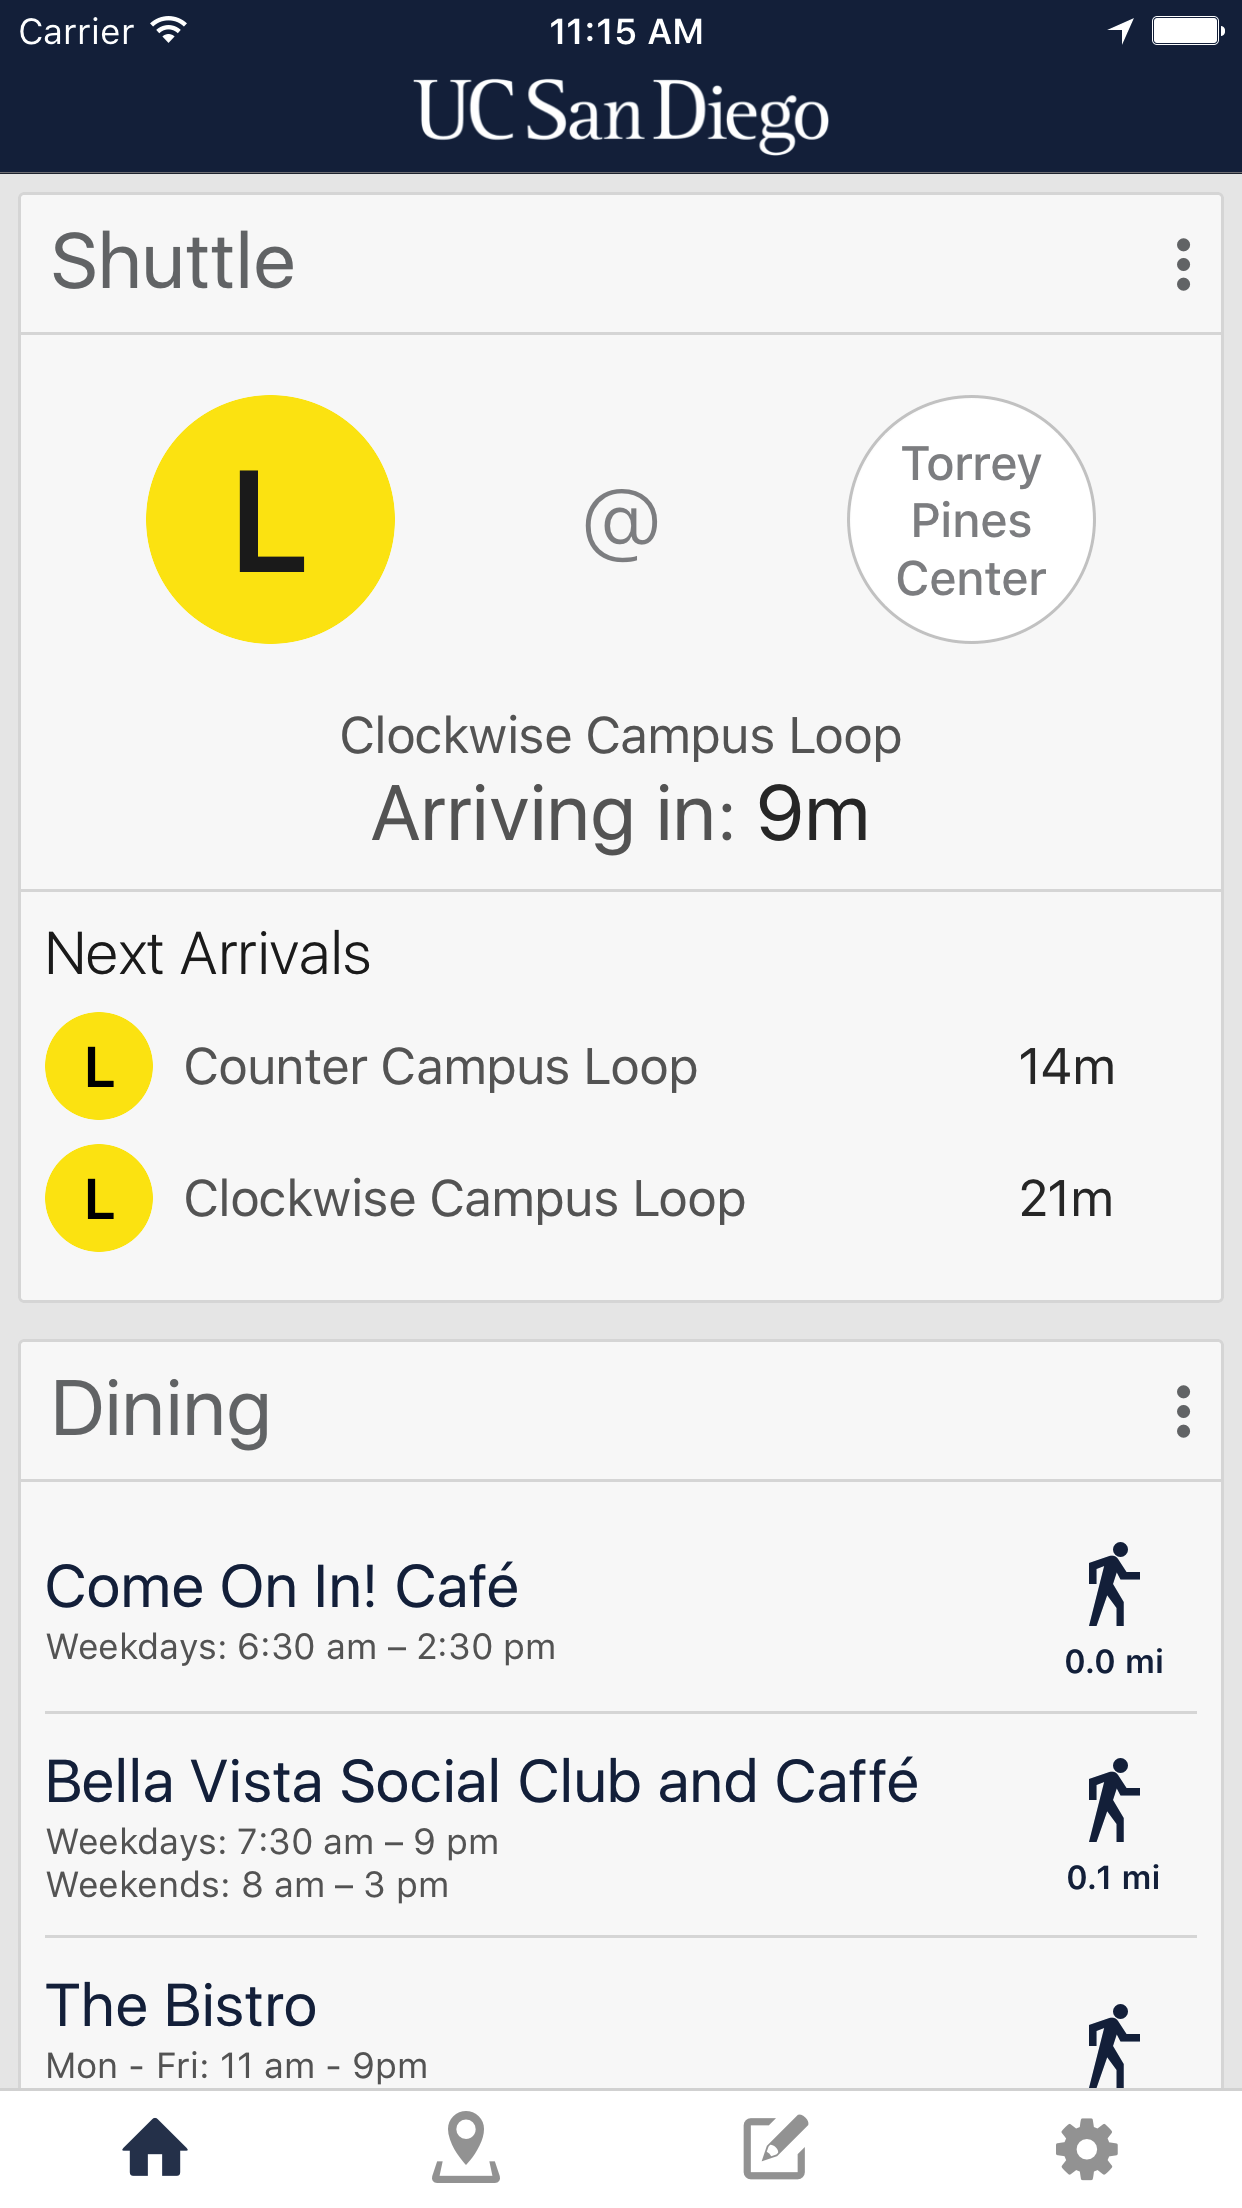 Carrier 11:15 AM
UC San Diego
Shuttle
L @ Torrey
Pines
Center
Clockwise Campus Loop
Arriving in: 9m
Next Arrivals
L Counter Campus Loop 14m
L Clockwise Campus Loop 21m
Dining
Come On In! Café
Weekdays: 6:30 am – 2:30 pm
0.0 mi
Bella Vista Social Club and Caffé
Weekdays: 7:30 am – 9 pm
Weekends: 8 am – 3 pm
0.1 mi
The Bistro
Mon - Fri: 11 am - 9pm